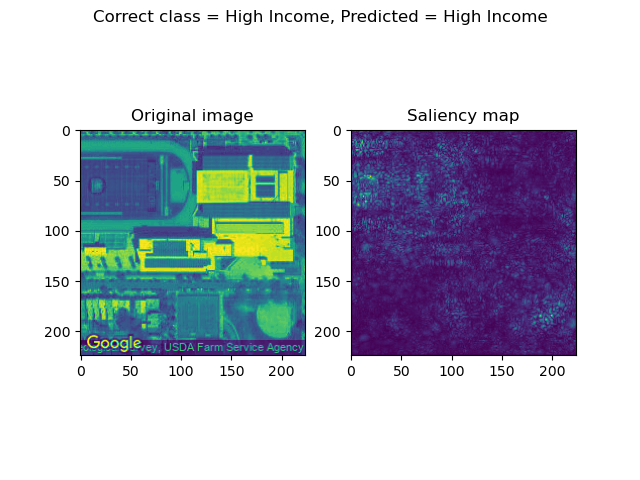 Correct class = High Income, Predicted = High Income
Original image
Saliency map
0
50
100
150
200
0
50
100
150
200
Google
Survey, USDA Farm Service Agency
0 50 100 150 200
0 50 100 150 200